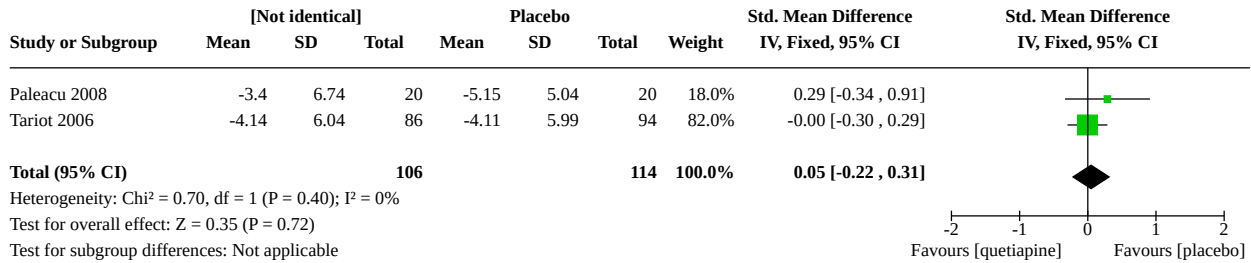 [Not identical] Placebo Std. Mean Difference Std. Mean Difference
Study or Subgroup Mean SD Total Mean SD Total Weight IV, Fixed, 95% CI IV, Fixed, 95% CI
Paleacu 2008 -3.4 6.74 20 -5.15 5.04 20 18.0% 0.29 [-0.34 , 0.91]
Tariot 2006 -4.14 6.04 86 -4.11 5.99 94 82.0% -0.00 [-0.30 , 0.29]
Total (95% CI) 106 114 100.0% 0.05 [-0.22 , 0.31]
Heterogeneity: Chi² = 0.70, df = 1 (P = 0.40); I² = 0%
Test for overall effect: Z = 0.35 (P = 0.72)
-2 -1 0 1 2
Test for subgroup differences: Not applicable Favours [quetiapine] Favours [placebo]